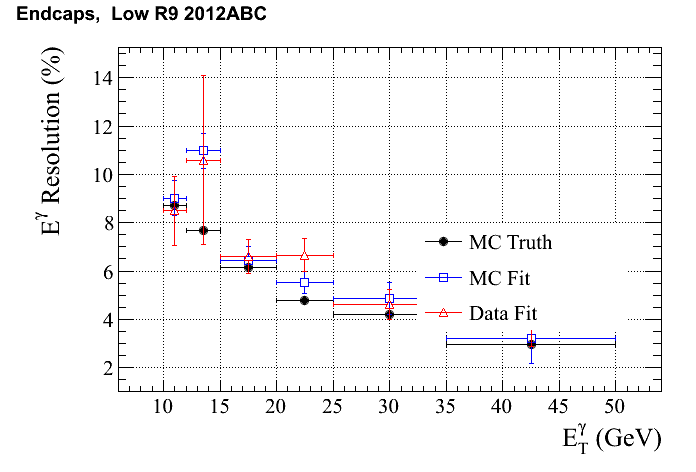 Endcaps, Low R9 2012ABC
E^γ Resolution (%)
14
12
10
8
6
4
2
MC Truth
MC Fit
Data Fit
10 15 20 25 30 35 40 45 50
E_T^γ (GeV)